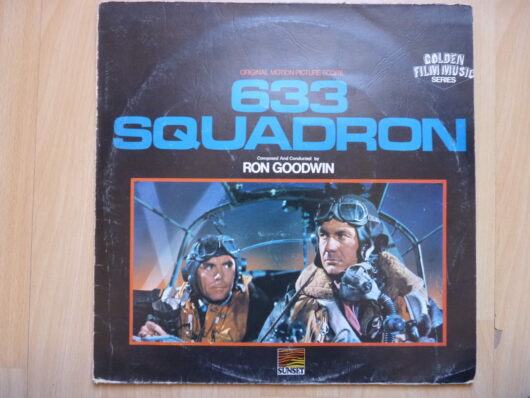 ORIGINAL MOTION PICTURE SCORE
GOLDEN
FILM MUSIC
SERIES
633
SQUADRON
Composed And Conducted by
RON GOODWIN
SUNSET